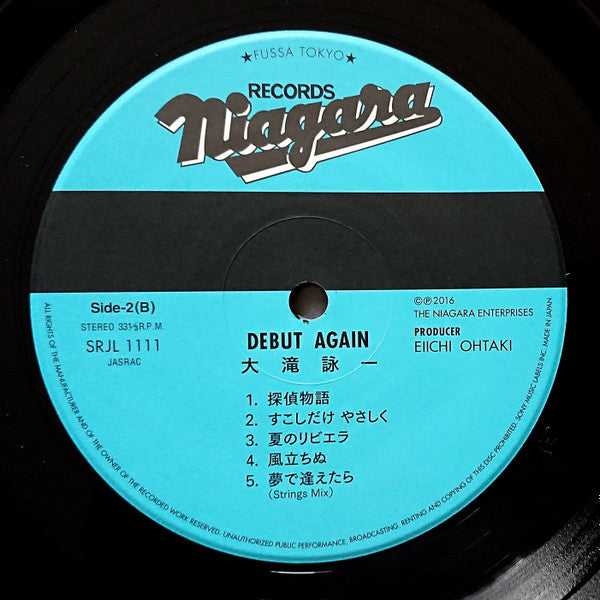 ★FUSSA TOKYO★
RECORDS
Niagara
Side-2(B)
STEREO 33⅓R.P.M.
SRJL 1111
JASRAC
©℗2016
THE NIAGARA ENTERPRISES
PRODUCER
EIICHI OHTAKI
DEBUT AGAIN
大滝詠一
1. 探偵物語
2. すこしだけ やさしく
3. 夏のリビエラ
4. 風立ちぬ
5. 夢で逢えたら
(Strings Mix)
ALL RIGHTS OF THE MANUFACTURER AND OF THE OWNER OF THE RECORDED WORK RESERVED. UNAUTHORIZED PUBLIC PERFORMANCE, BROADCASTING, RENTING AND COPYING OF THIS DISC PROHIBITED. SONY MUSIC LABELS INC. MADE IN JAPAN.